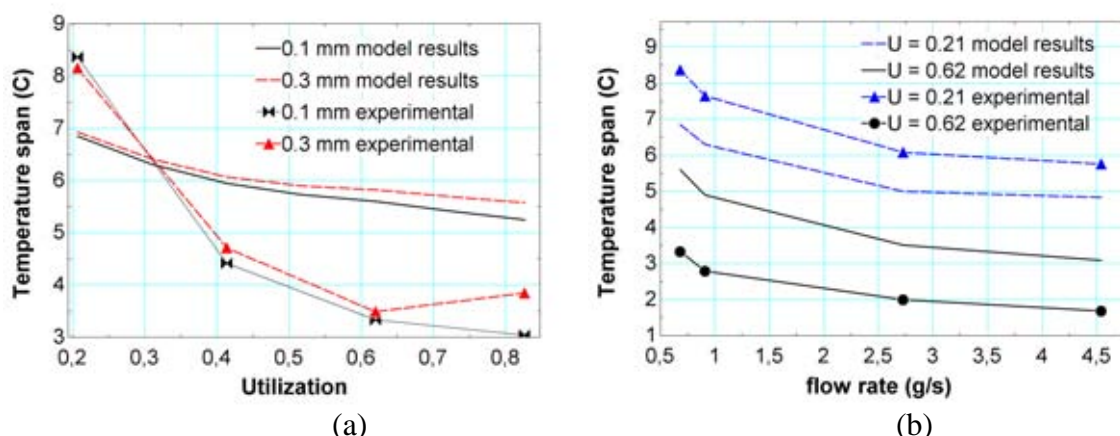 9
8
7
6
5
4
3
Temperature span (C)
0.1 mm model results
0.3 mm model results
0.1 mm experimental
0.3 mm experimental
0,2 0,3 0,4 0,5 0,6 0,7 0,8
Utilization
(a)
9
8
7
6
5
4
3
2
1
Temperature span (C)
U = 0.21 model results
U = 0.62 model results
U = 0.21 experimental
U = 0.62 experimental
0,5 1 1,5 2 2,5 3 3,5 4 4,5
flow rate (g/s)
(b)